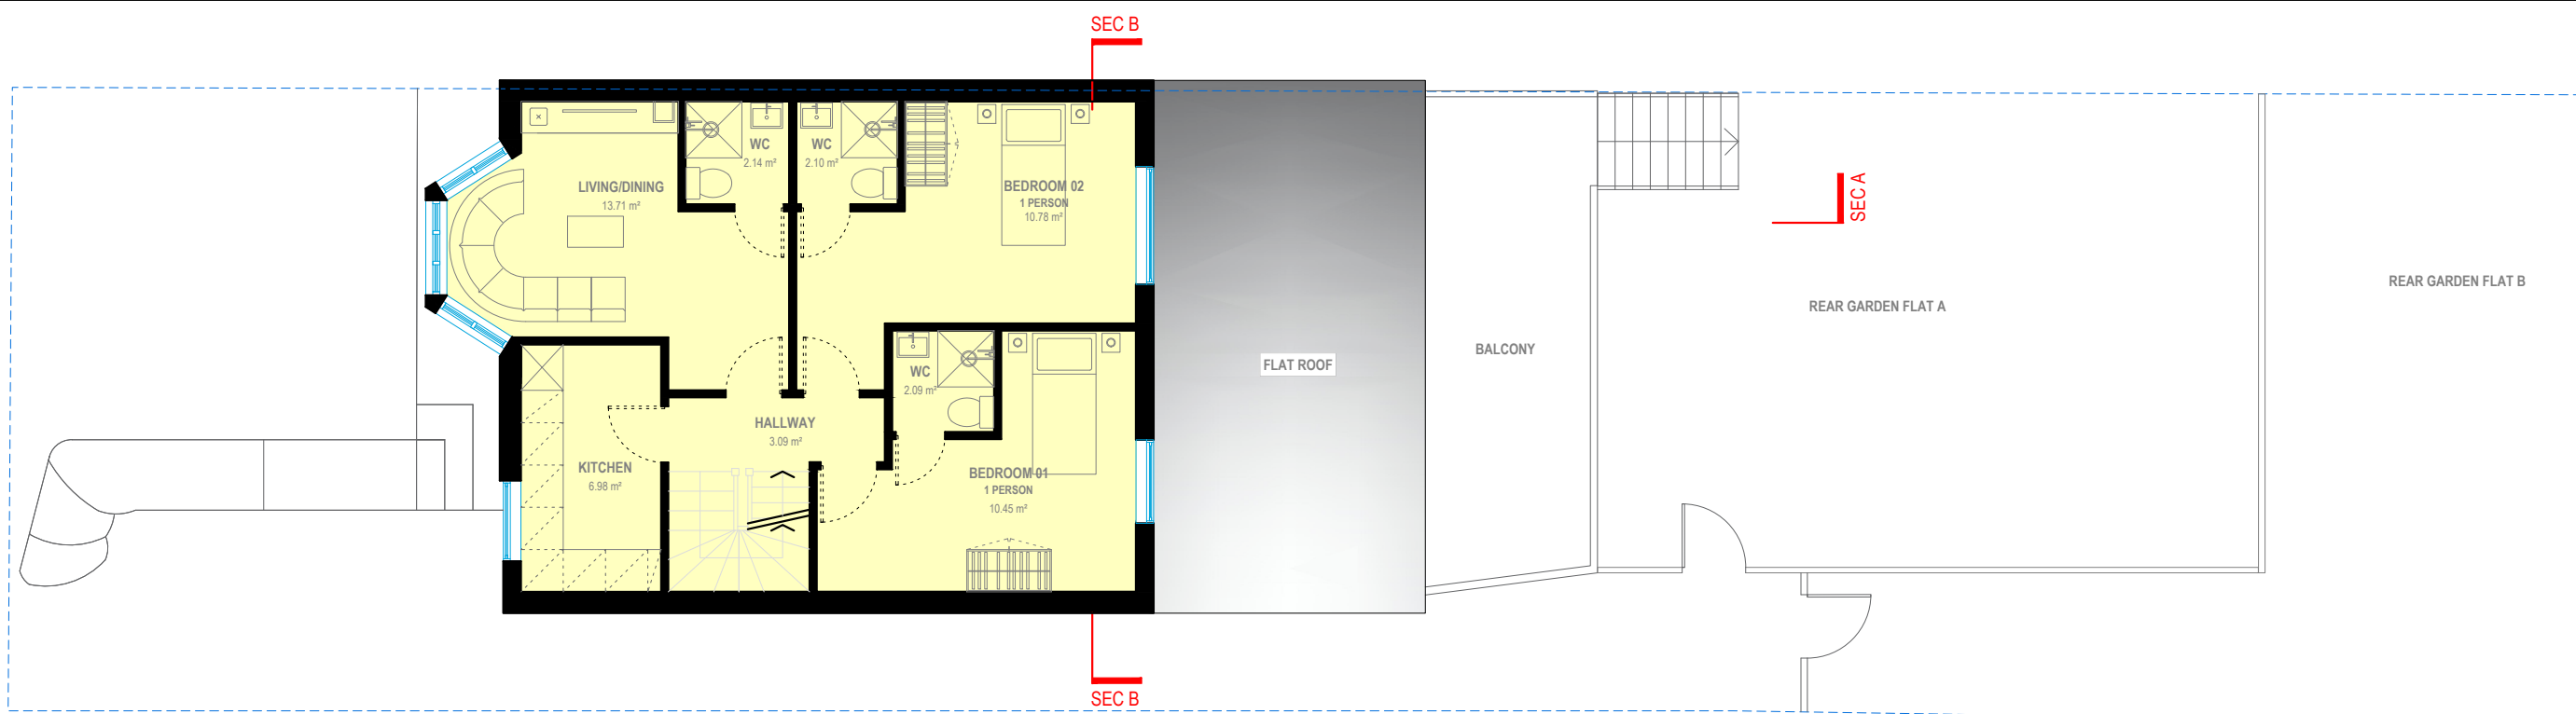 SEC B
WC
2.14 m²
WC
2.10 m²
LIVING/DINING
13.71 m²
BEDROOM 02
1 PERSON
10.78 m²
SEC A
REAR GARDEN FLAT B
REAR GARDEN FLAT A
BALCONY
FLAT ROOF
WC
2.09 m²
HALLWAY
3.09 m²
KITCHEN
6.98 m²
BEDROOM 01
1 PERSON
10.45 m²
SEC B